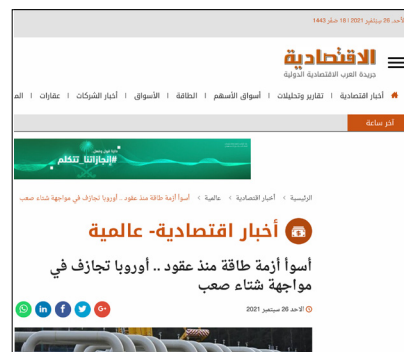 الأحد, 26 سبتمبر 2021 | 18 صفر 1443
الاقتصادية
جريدة العرب الاقتصادية الدولية
أخبار اقتصادية | تقارير وتحليلات | أسواق الأسهم | الطاقة | الأسواق | أخبار الشركات | عقارات | الم
أخر ساعة
#إنجازاتنا_تتكلم
الرئيسية > أخبار اقتصادية > عالمية > أسوأ أزمة طاقة منذ عقود .. أوروبا تجازف في مواجهة شتاء صعب
أخبار اقتصادية- عالمية
أسوأ أزمة طاقة منذ عقود .. أوروبا تجازف في
مواجهة شتاء صعب
الاحد 26 سبتمبر 2021